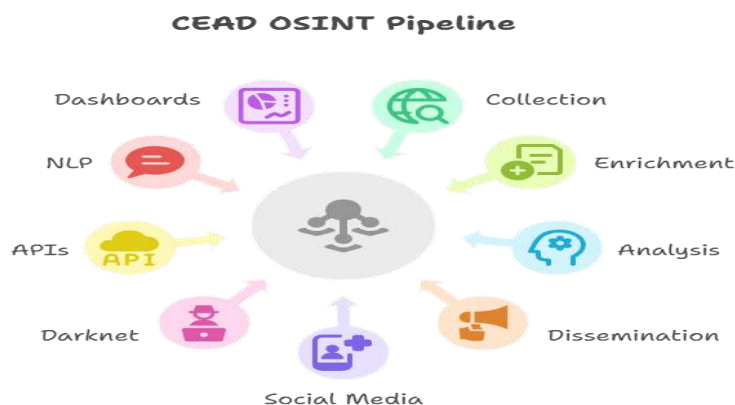 CEAD OSINT Pipeline
Dashboards
Collection
NLP
Enrichment
APIs
API
Analysis
Darknet
Dissemination
Social Media